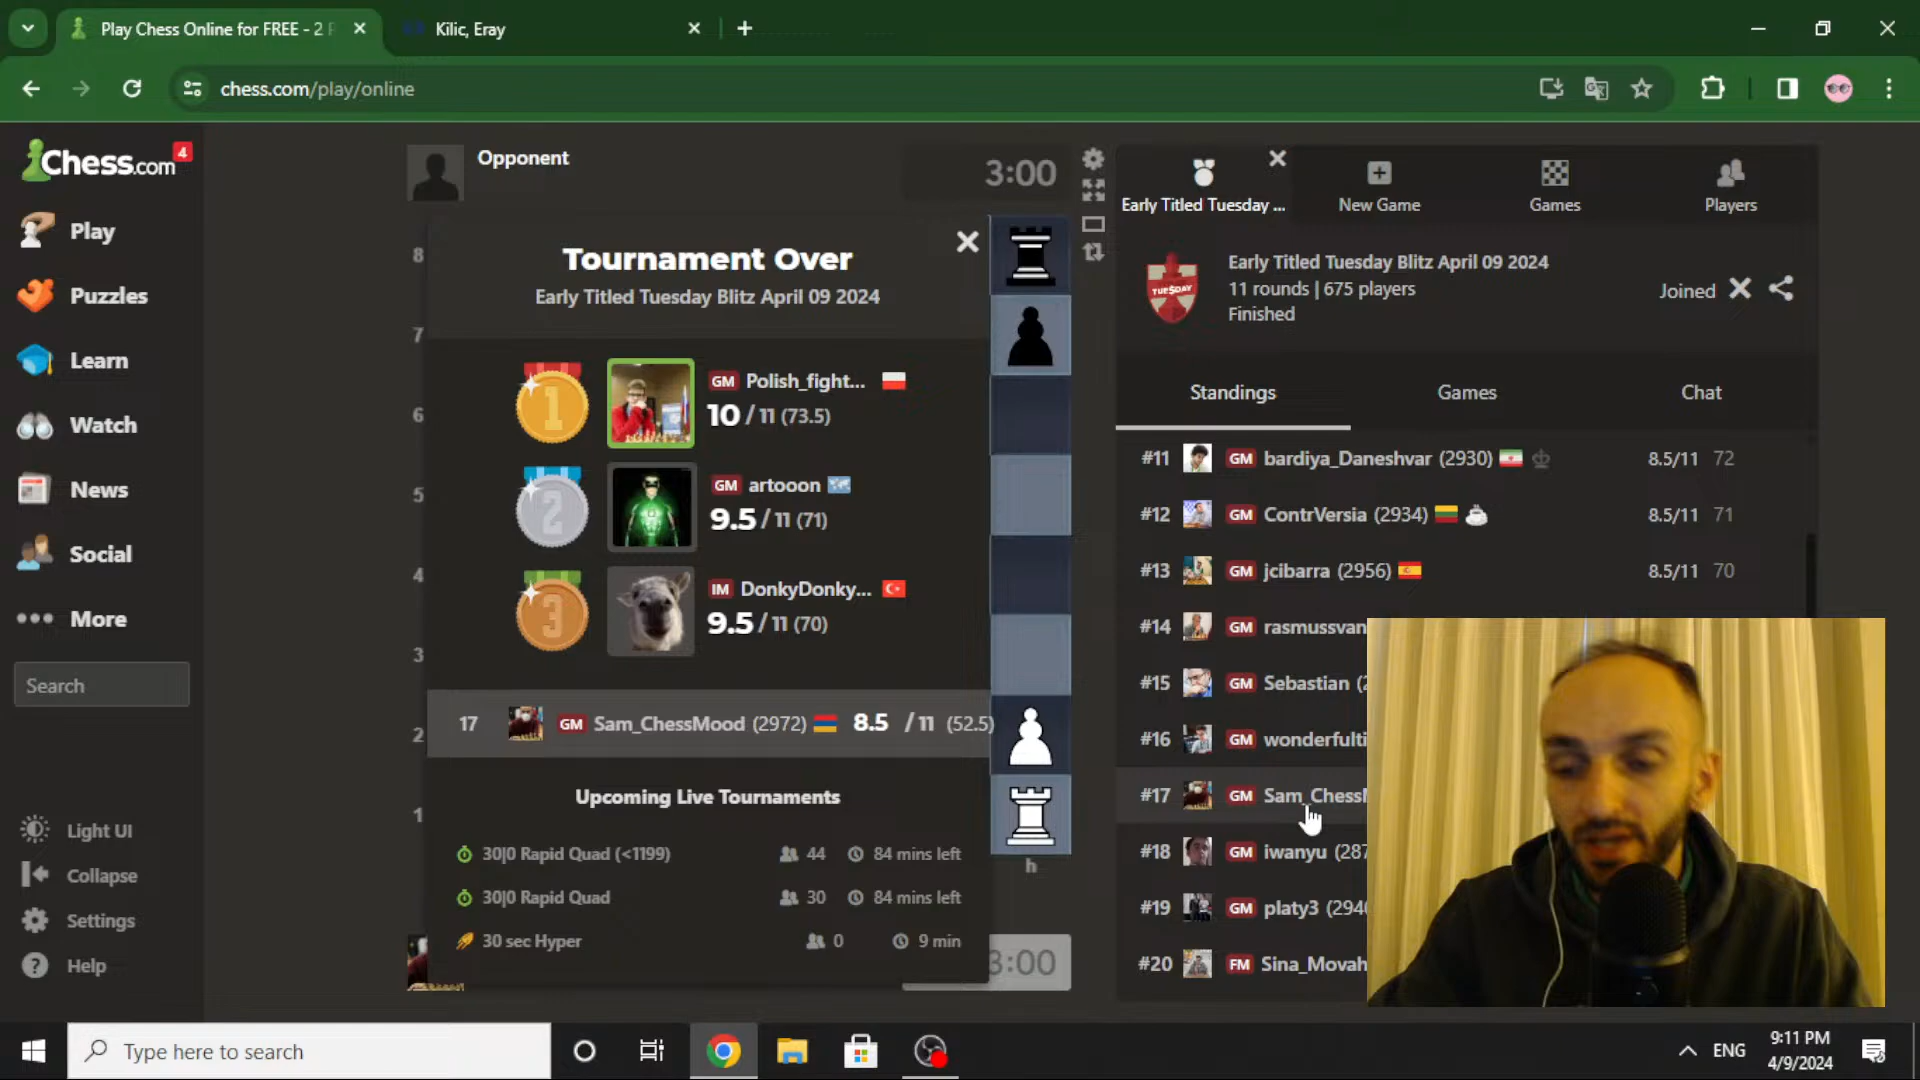 Play Chess Online for FREE - 2
Kilic, Eray
chess.com/play/online
Chess.com
4
Play
Puzzles
Learn
Watch
News
Social
More
Search
Light UI
Collapse
Settings
Help
Opponent
3:00
8
7
6
5
4
3
2
1
h
3:00
Tournament Over
Early Titled Tuesday Blitz April 09 2024
1
GM Polish_fight...
10 / 11 (73.5)
2
GM artooon
9.5 / 11 (71)
3
IM DonkyDonky...
9.5 / 11 (70)
17 GM Sam_ChessMood (2972) 8.5 / 11 (52.5)
Upcoming Live Tournaments
30|0 Rapid Quad (<1199) 44 84 mins left
30|0 Rapid Quad 30 84 mins left
30 sec Hyper 0 9 min
Early Titled Tuesday ...
New Game
Games
Players
TUESDAY
Early Titled Tuesday Blitz April 09 2024
11 rounds | 675 players
Finished
Joined
Standings
Games
Chat
#11 GM bardiya_Daneshvar (2930) 8.5/11 72
#12 GM ContrVersia (2934) 8.5/11 71
#13 GM jcibarra (2956) 8.5/11 70
#14 GM rasmussvan
#15 GM Sebastian (2
#16 GM wonderfulti
#17 GM Sam_Chess
#18 GM iwanyu (287
#19 GM platy3 (294
#20 FM Sina_Movah
Type here to search
ENG
9:11 PM
4/9/2024